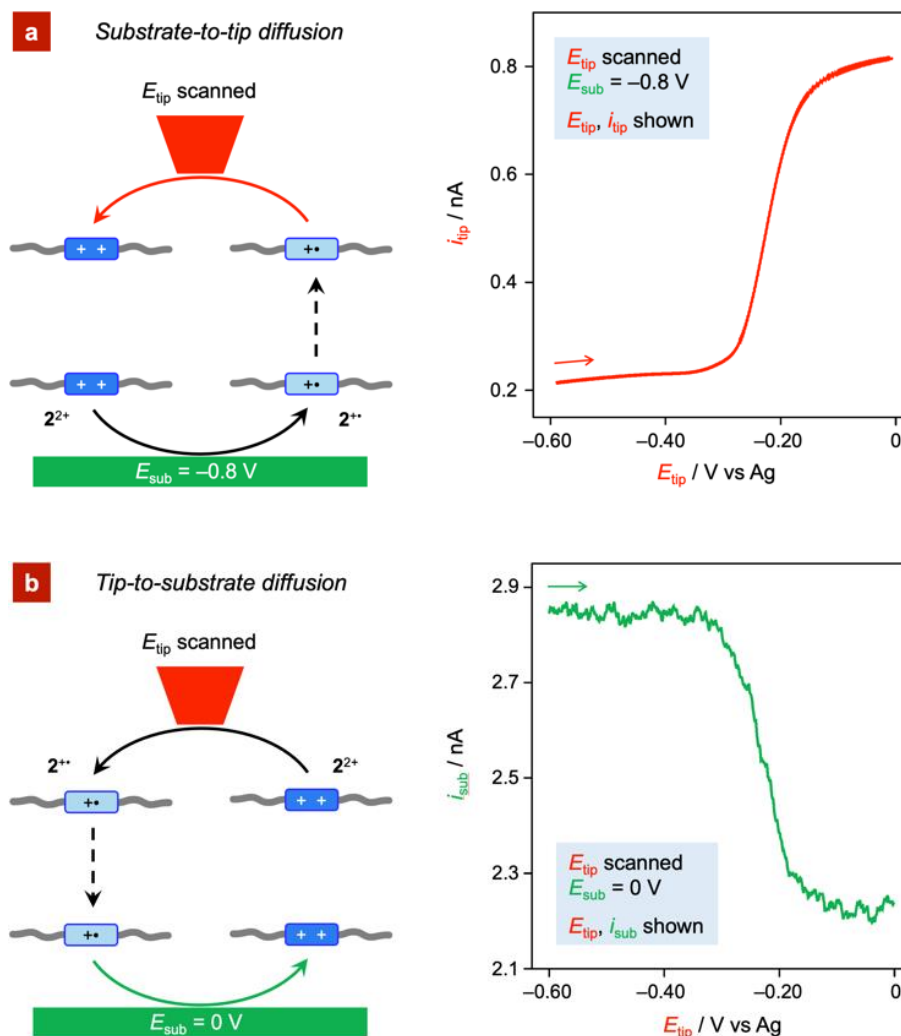 a
Substrate-to-tip diffusion
E_tip scanned
+ +
+•
+ +
+•
2²⁺
2⁺•
E_sub = –0.8 V
E_tip scanned
E_sub = –0.8 V
E_tip, i_tip shown
i_tip / nA
0.8
0.6
0.4
0.2
–0.60
–0.40
–0.20
0
E_tip / V vs Ag
b
Tip-to-substrate diffusion
E_tip scanned
2⁺•
2²⁺
+•
+ +
+•
+ +
E_sub = 0 V
i_sub / nA
2.9
2.7
2.5
2.3
2.1
E_tip scanned
E_sub = 0 V
E_tip, i_sub shown
–0.60
–0.40
–0.20
0
E_tip / V vs Ag